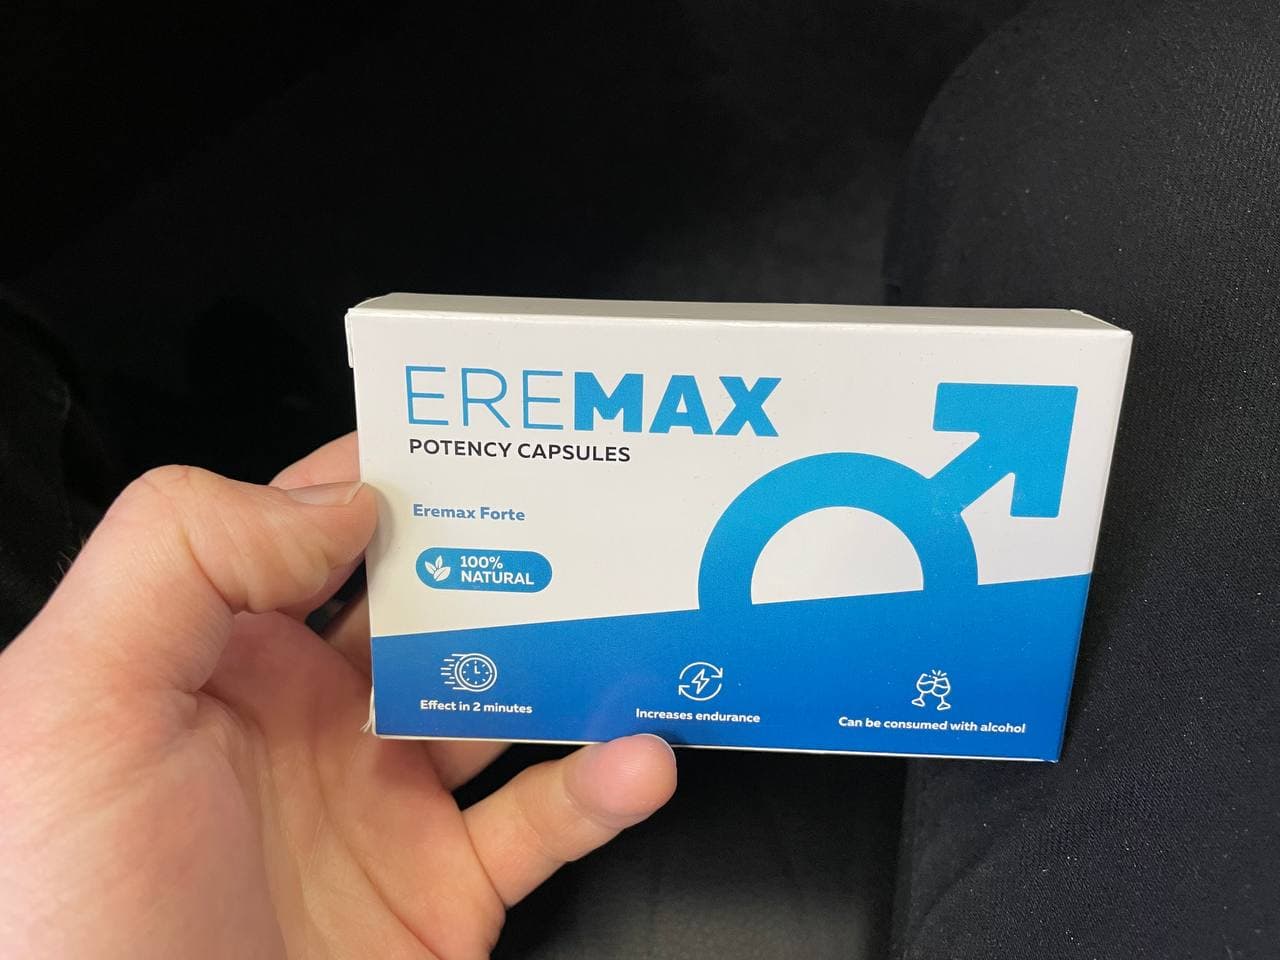 EREMAX
POTENCY CAPSULES
Eremax Forte
100%
NATURAL
Effect in 2 minutes
Increases endurance
Can be consumed with alcohol